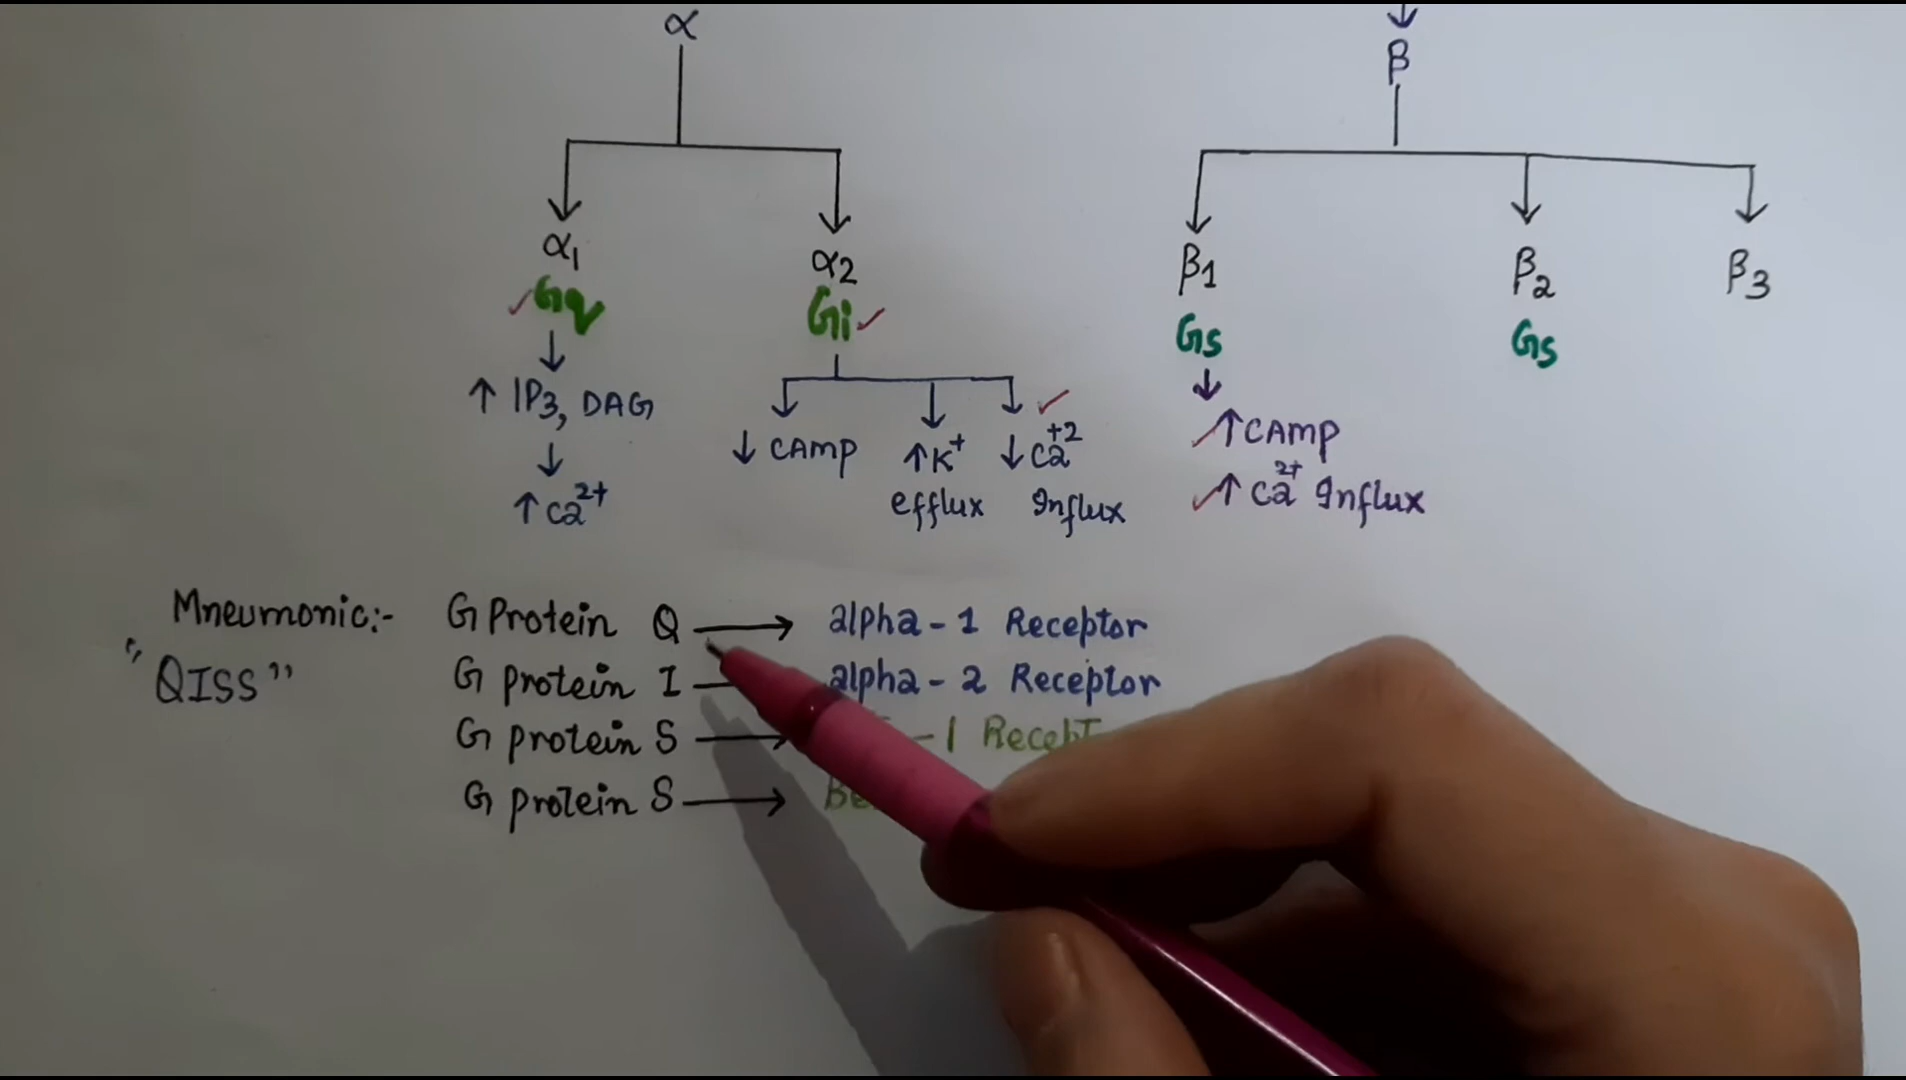 α
β
α1
α2
β1
β2
β3
Gq
Gi
Gs
Gs
↑ IP3, DAG
↓ CAMP
↑K+ efflux
↓ Ca+2 Influx
↑CAMP
↑ Ca2+ Influx
↑ Ca2+
Mneumonic:- G Protein Q → alpha-1 Receptor
"QISS" G protein I alpha-2 Receptor
G protein S → -1
G protein S →